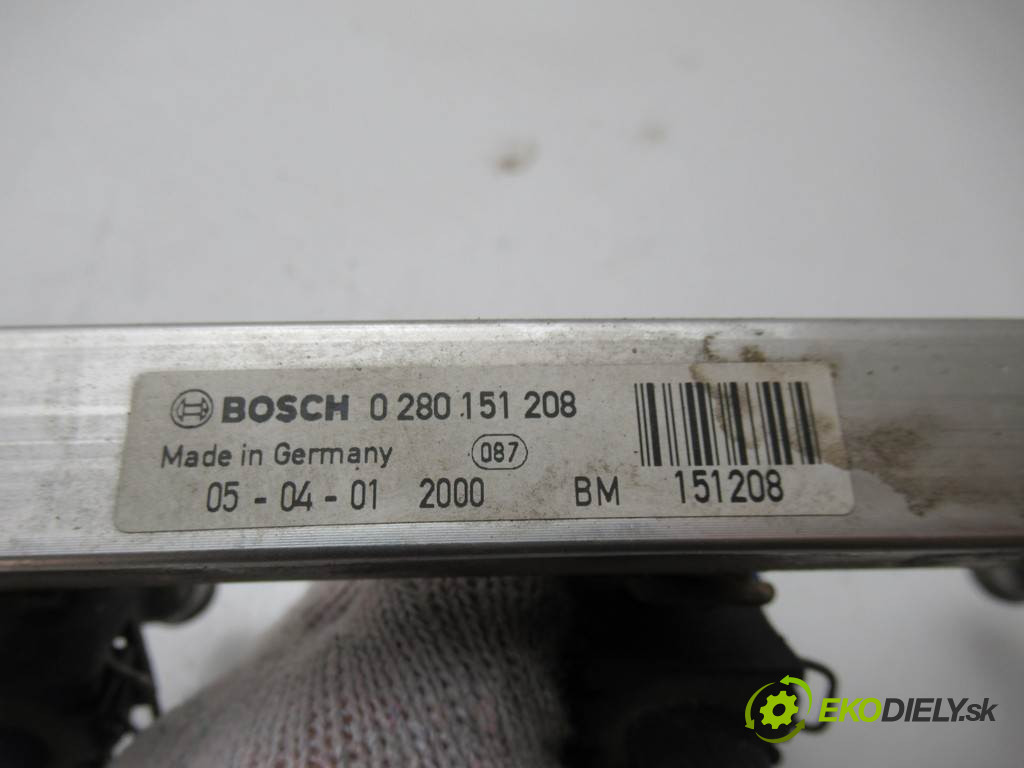 BOSCH 0 280 151 208
Made in Germany 087
05 - 04 - 01 2000 BM 151208
EKODIELY.sk